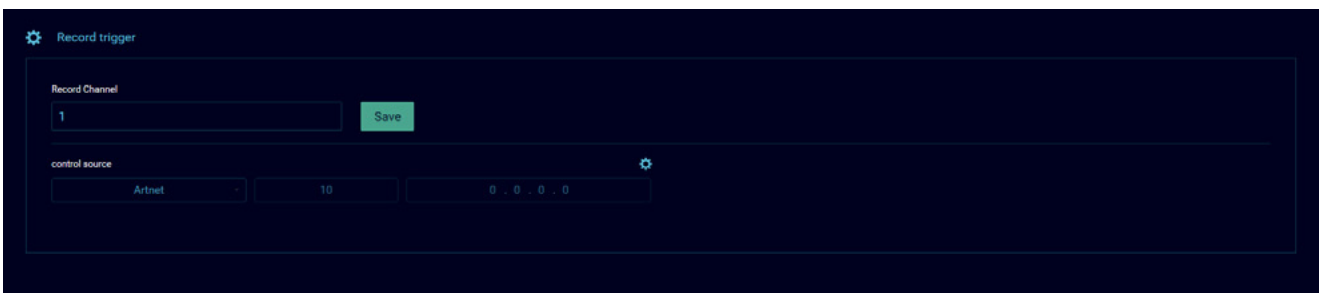 Record trigger
Record Channel
1
Save
control source
Artnet 10 0 . 0 . 0 . 0